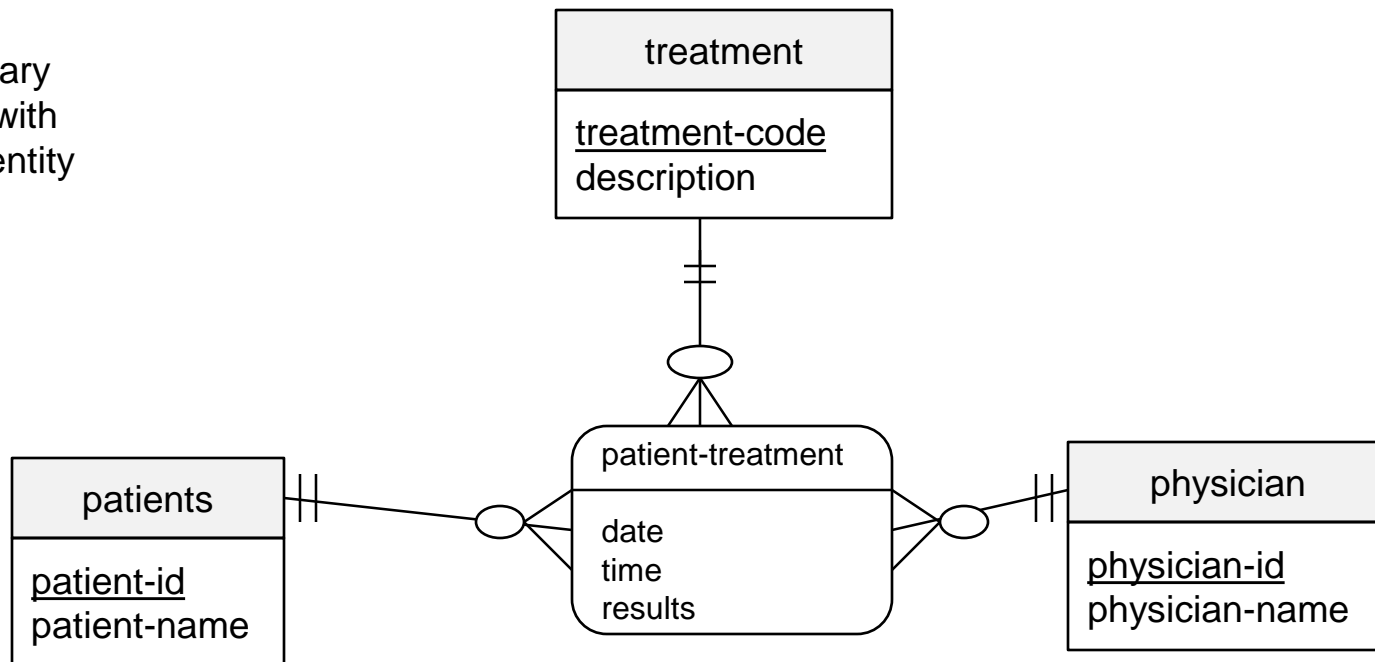 ary
with
entity
treatment
treatment-code
description
patients
patient-id
patient-name
patient-treatment
date
time
results
physician
physician-id
physician-name